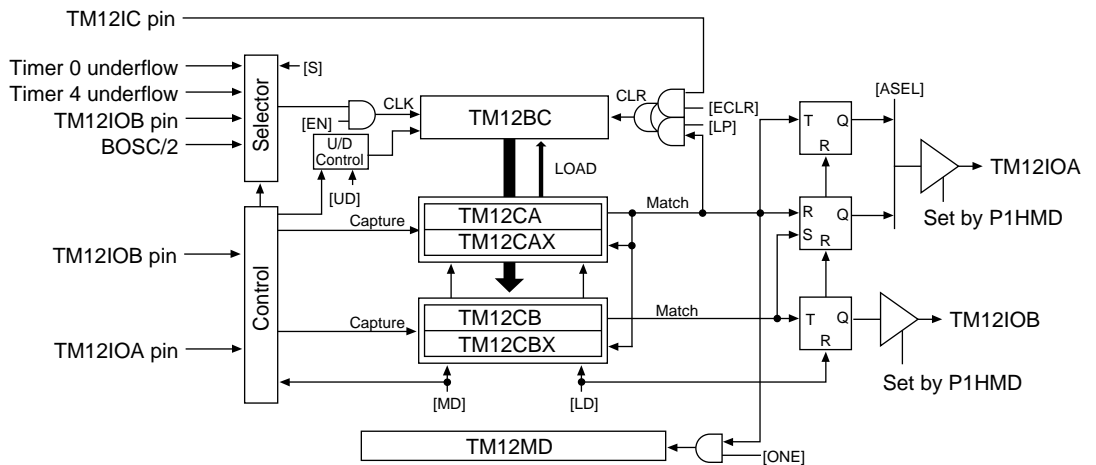 TM12IC pin
Timer 0 underflow
Timer 4 underflow
TM12IOB pin
BOSC/2
Selector
[S]
[EN]
CLK
U/D
Control
[UD]
TM12BC
CLR
[ECLR]
[LP]
LOAD
[ASEL]
T Q
R
TM12IOA
Set by P1HMD
Capture
TM12CA
TM12CAX
Match
R Q
S
R
TM12IOB pin
Control
Capture
TM12CB
TM12CBX
Match
T Q
R
TM12IOB
Set by P1HMD
TM12IOA pin
[MD]
[LD]
TM12MD
[ONE]